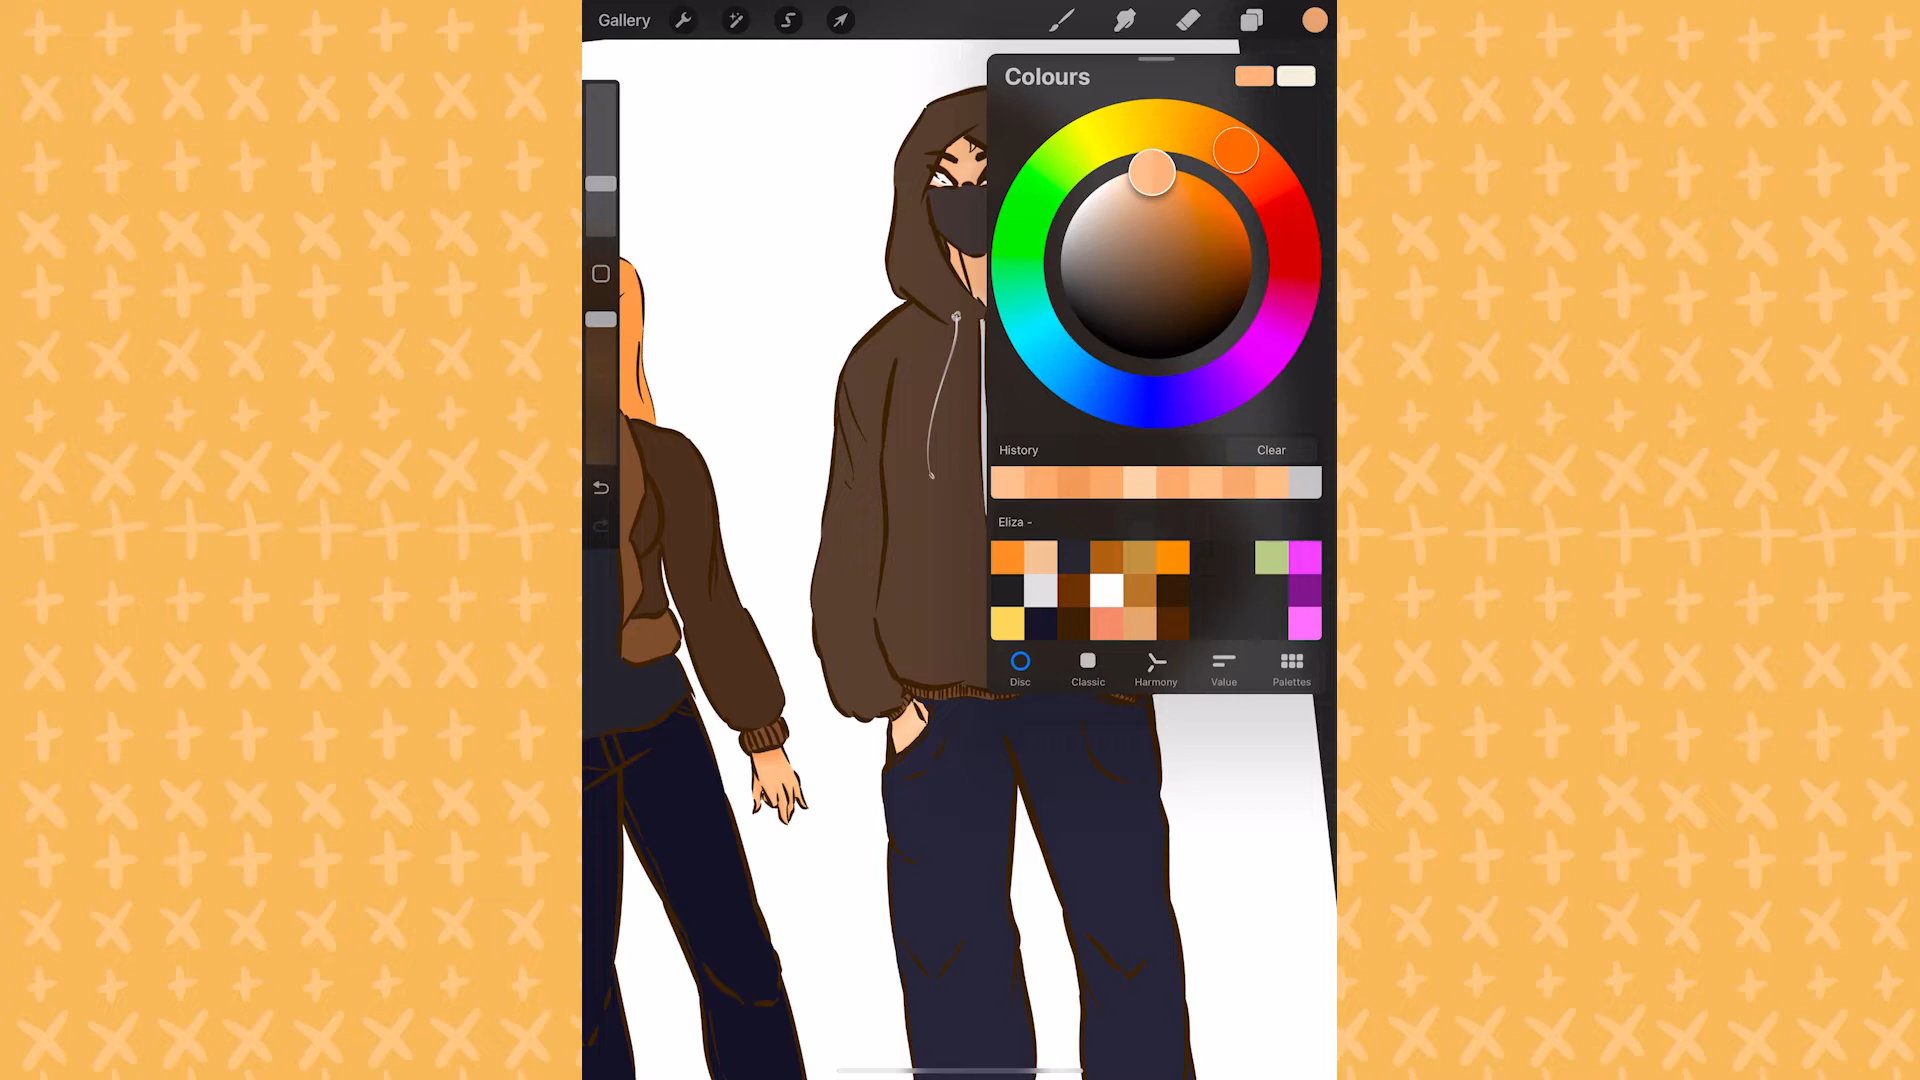 Gallery
Colours
History
Clear
Eliza -
Disc
Classic
Harmony
Value
Palettes